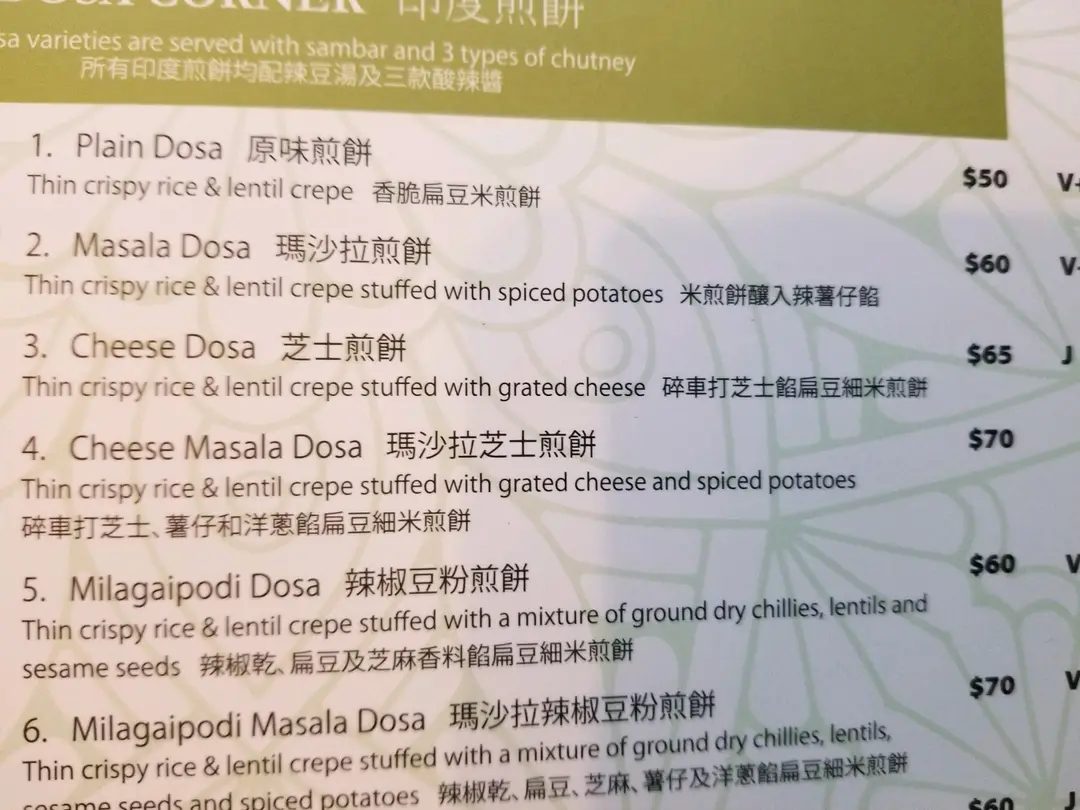 DOSA CORNER 印度煎餅
sa varieties are served with sambar and 3 types of chutney
所有印度煎餅均配辣豆湯及三款酸辣醬
1. Plain Dosa 原味煎餅
$50
Thin crispy rice & lentil crepe 香脆扁豆米煎餅
2. Masala Dosa 瑪沙拉煎餅
$60
Thin crispy rice & lentil crepe stuffed with spiced potatoes 米煎餅釀入辣薯仔餡
3. Cheese Dosa 芝士煎餅
$65 J
Thin crispy rice & lentil crepe stuffed with grated cheese 碎車打芝士餡扁豆細米煎餅
4. Cheese Masala Dosa 瑪沙拉芝士煎餅
$70
Thin crispy rice & lentil crepe stuffed with grated cheese and spiced potatoes
碎車打芝士、薯仔和洋蔥餡扁豆細米煎餅
5. Milagaipodi Dosa 辣椒豆粉煎餅
$60 V
Thin crispy rice & lentil crepe stuffed with a mixture of ground dry chillies, lentils and
sesame seeds 辣椒乾、扁豆及芝麻香料餡扁豆細米煎餅
6. Milagaipodi Masala Dosa 瑪沙拉辣椒豆粉煎餅
$70 V
Thin crispy rice & lentil crepe stuffed with a mixture of ground dry chillies, lentils,
sesame seeds and spiced potatoes 辣椒乾、扁豆、芝麻、薯仔及洋蔥餡扁豆細米煎餅
$60 J